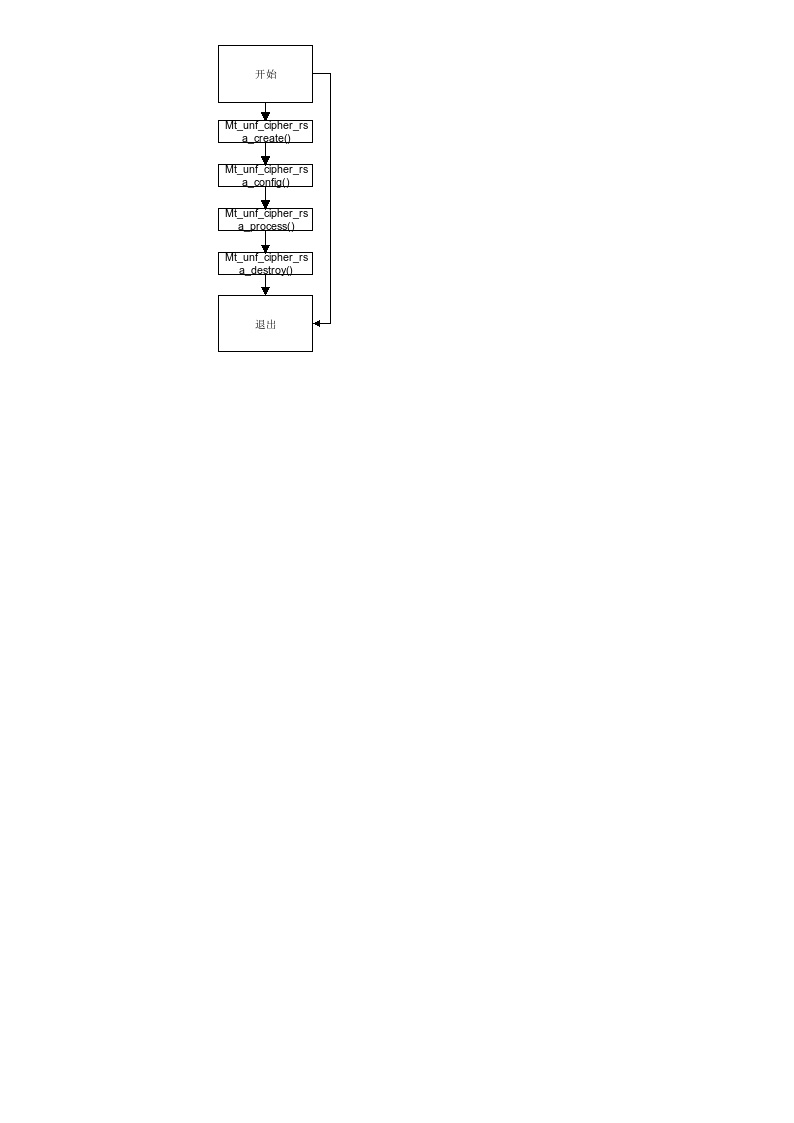 开始
Mt_unf_cipher_rs
a_create()
Mt_unf_cipher_rs
a_config()
Mt_unf_cipher_rs
a_process()
Mt_unf_cipher_rs
a_destroy()
退出